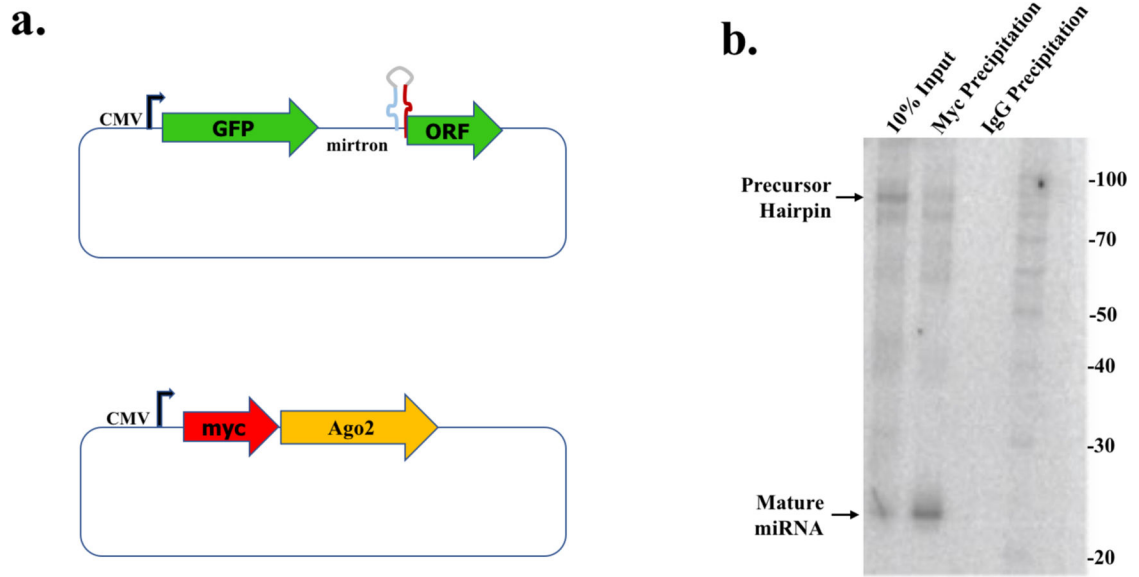 a.
CMV
GFP
mirtron
ORF
CMV
myc
Ago2
b.
10% Input
Myc Precipitation
IgG Precipitation
Precursor
Hairpin
Mature
miRNA
-100
-70
-50
-40
-30
-20